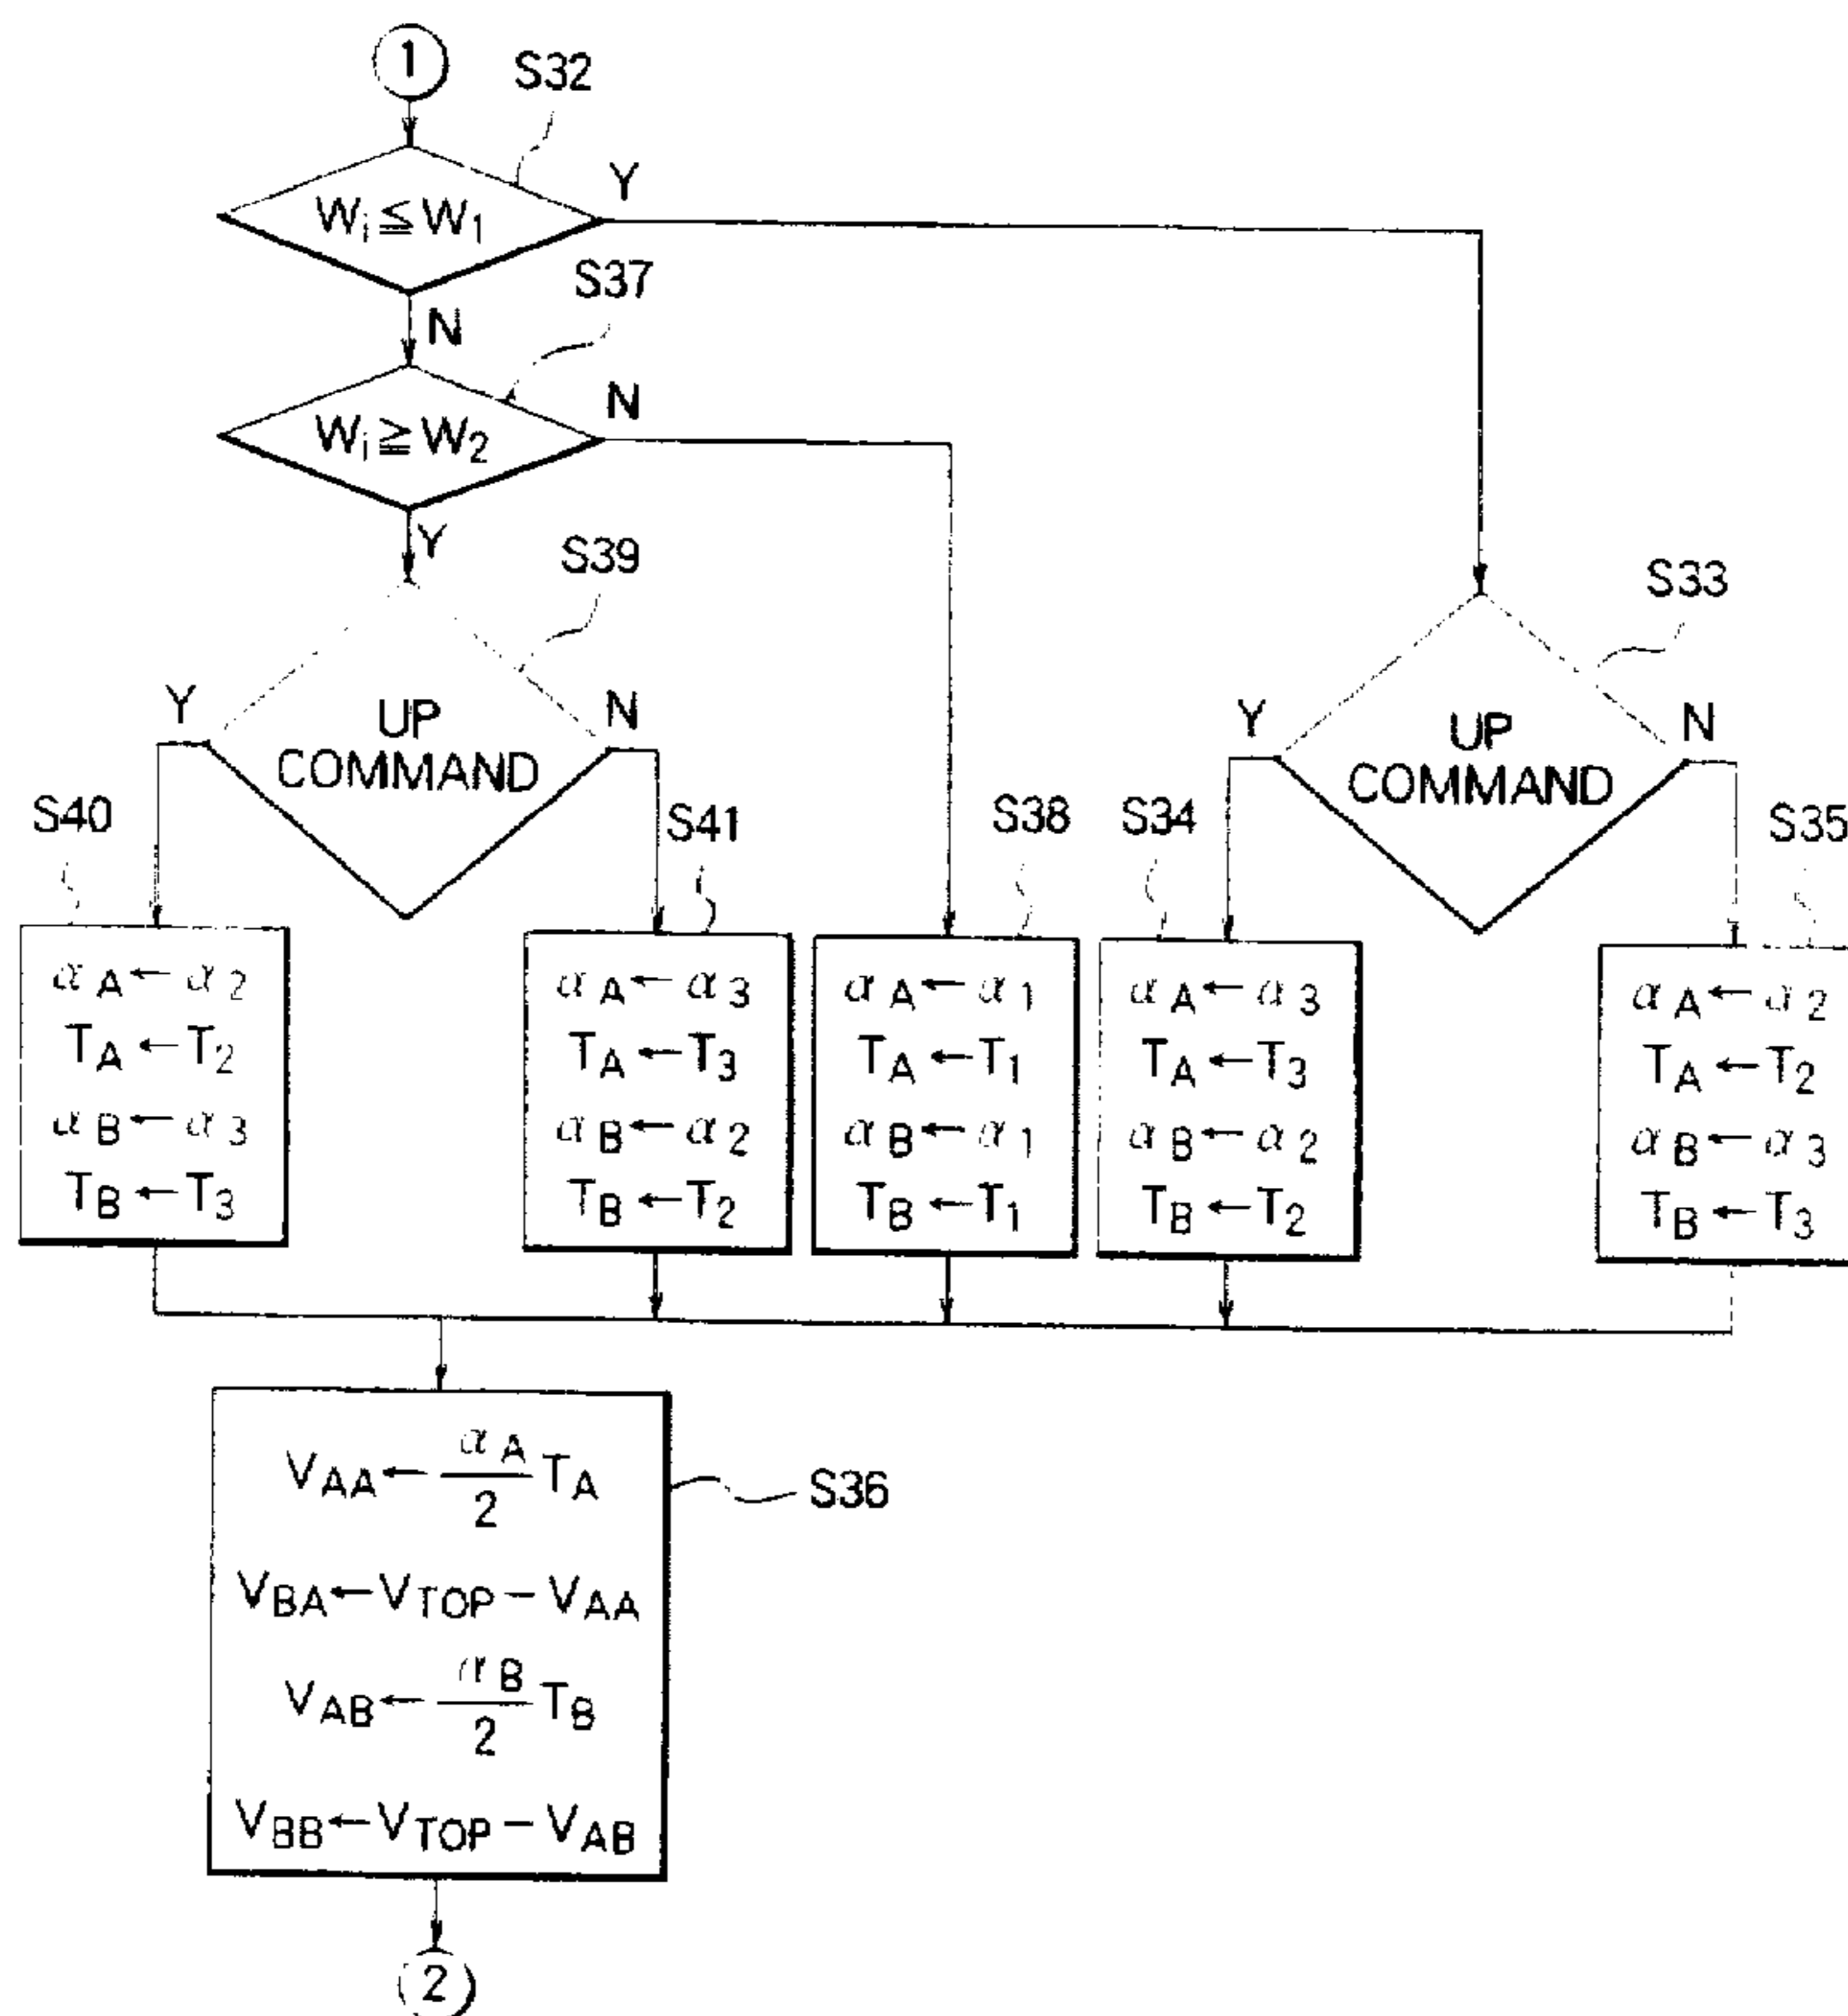 1
S32
Wi≦W1
Y
N
S37
Wi≧W2
N
Y
S39
UP
COMMAND
Y
N
S33
UP
COMMAND
Y
N
S40
αA←α2
TA←T2
αB←α3
TB←T3
S41
αA←α3
TA←T3
αB←α2
TB←T2
S38
αA←α1
TA←T1
αB←α1
TB←T1
S34
αA←α3
TA←T3
αB←α2
TB←T2
S35
αA←α2
TA←T2
αB←α3
TB←T3
S36
VAA←αA/2 TA
VBA←VTOP−VAA
VAB←αB/2 TB
VBB←VTOP−VAB
2